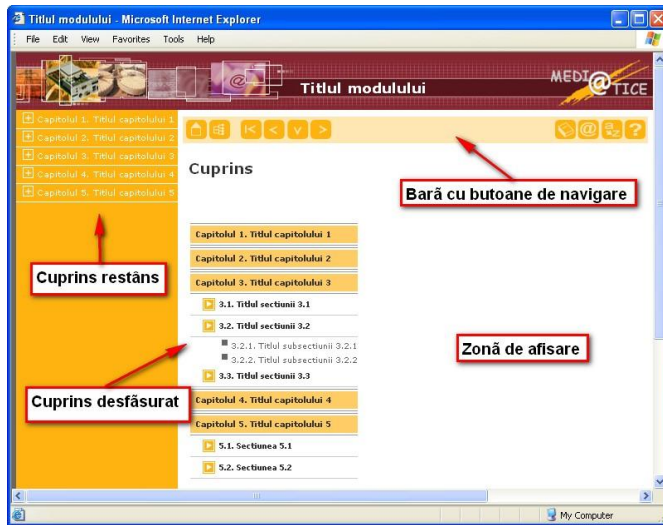 Titlul modulului - Microsoft Internet Explorer
File Edit View Favorites Tools Help
Titlul modulului
MEDI@TICE
Capitolul 1. Titlul capitolului 1
Capitolul 2. Titlul capitolului 2
Capitolul 3. Titlul capitolului 3
Capitolul 4. Titlul capitolului 4
Capitolul 5. Titlul capitolului 5
Cuprins
Barã cu butoane de navigare
Cuprins restâns
Capitolul 1. Titlul capitolului 1
Capitolul 2. Titlul capitolului 2
Capitolul 3. Titlul capitolului 3
3.1. Titlul sectiunii 3.1
3.2. Titlul sectiunii 3.2
3.2.1. Titlul subsectiunii 3.2.1
3.2.2. Titlul subsectiunii 3.2.2
3.3. Titlul sectiunii 3.3
Zonã de afisare
Cuprins desfãsurat
Capitolul 4. Titlul capitolului 4
Capitolul 5. Titlul capitolului 5
5.1. Sectiunea 5.1
5.2. Sectiunea 5.2
My Computer